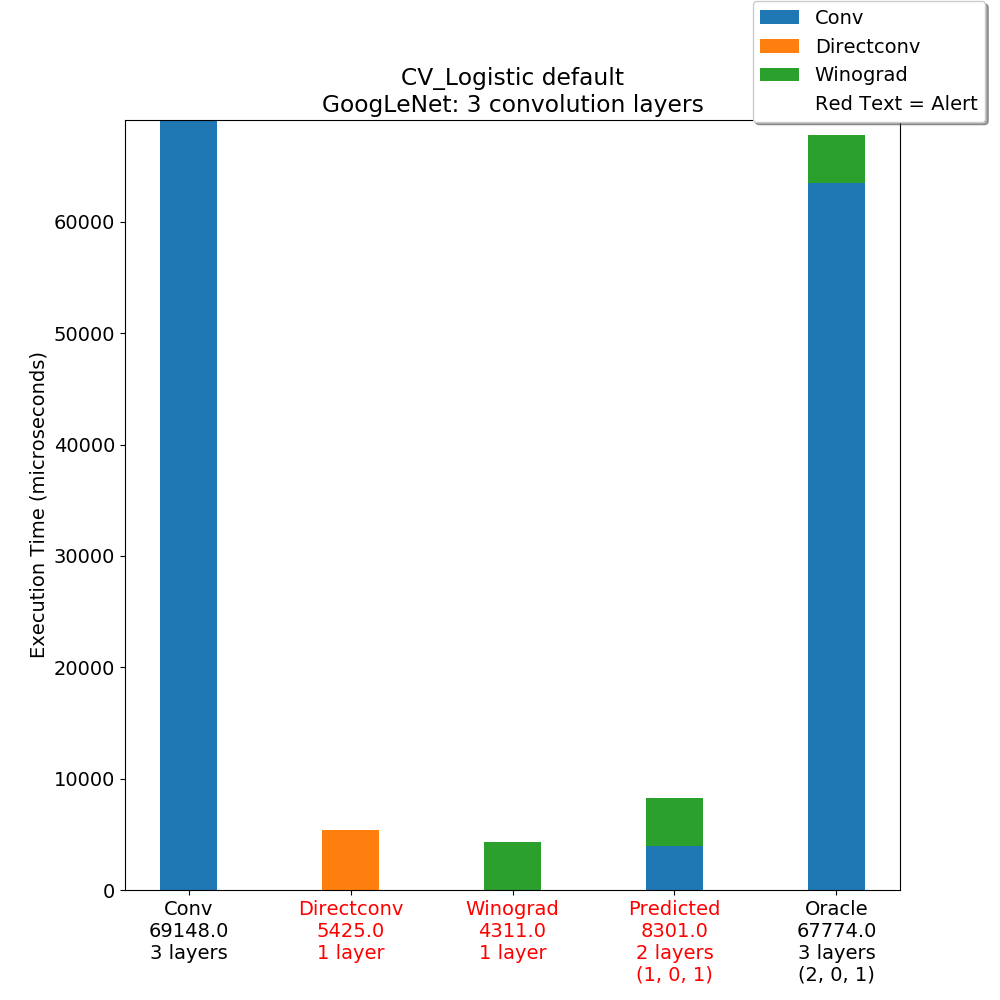 Conv
Directconv
Winograd
Red Text = Alert
CV_Logistic default
GoogLeNet: 3 convolution layers
Execution Time (microseconds)
60000
50000
40000
30000
20000
10000
0
Conv
69148.0
3 layers
Directconv
5425.0
1 layer
Winograd
4311.0
1 layer
Predicted
8301.0
2 layers
(1, 0, 1)
Oracle
67774.0
3 layers
(2, 0, 1)